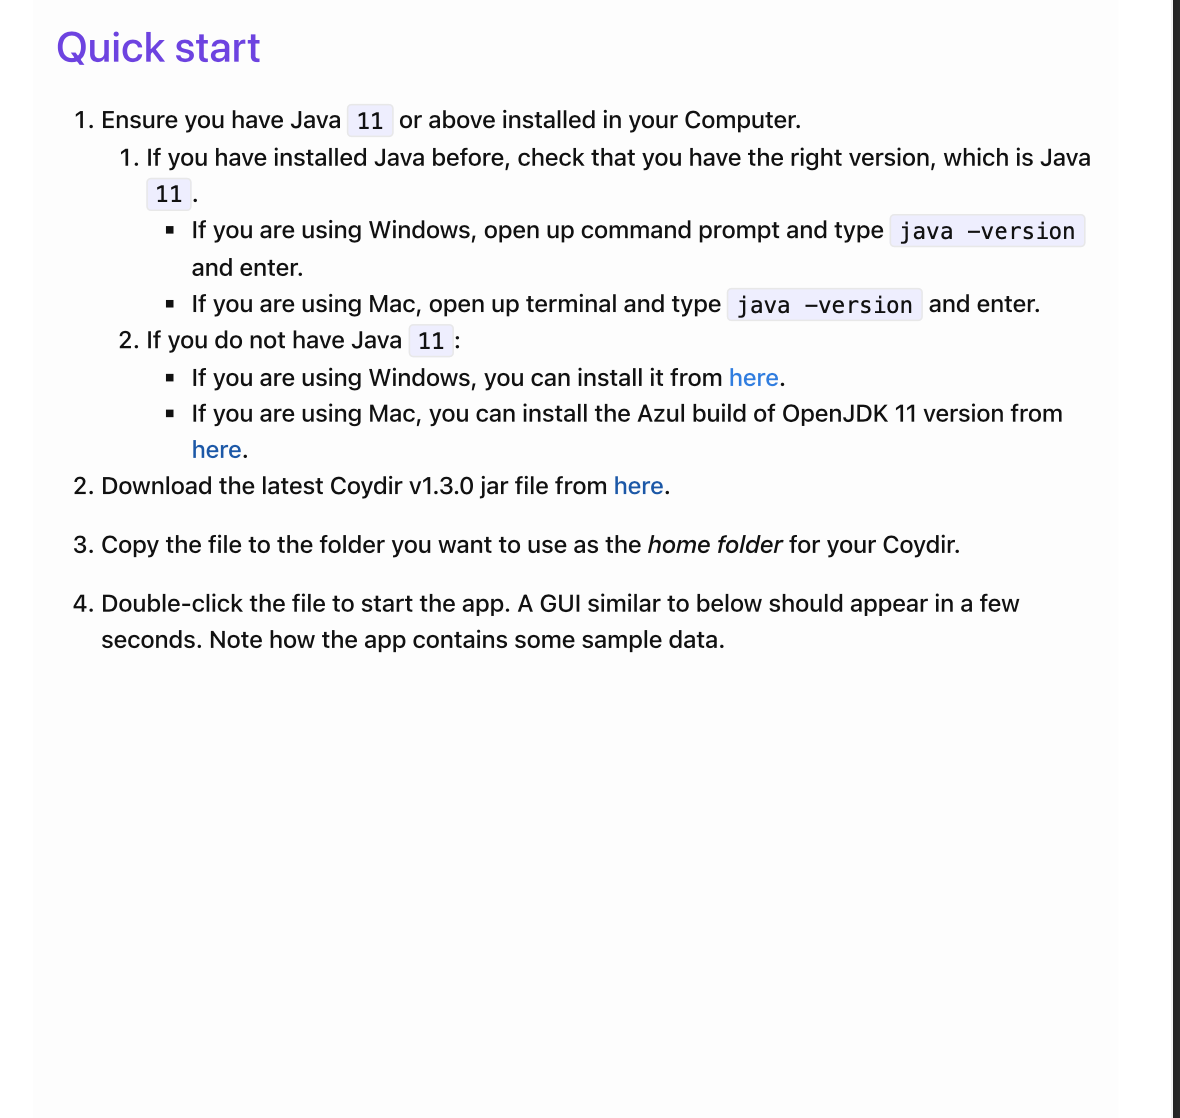 Quick start
1. Ensure you have Java 11 or above installed in your Computer.
1. If you have installed Java before, check that you have the right version, which is Java
11 .
▪ If you are using Windows, open up command prompt and type java –version
and enter.
▪ If you are using Mac, open up terminal and type java –version and enter.
2. If you do not have Java 11 :
▪ If you are using Windows, you can install it from here.
▪ If you are using Mac, you can install the Azul build of OpenJDK 11 version from
here.
2. Download the latest Coydir v1.3.0 jar file from here.
3. Copy the file to the folder you want to use as the home folder for your Coydir.
4. Double-click the file to start the app. A GUI similar to below should appear in a few
seconds. Note how the app contains some sample data.